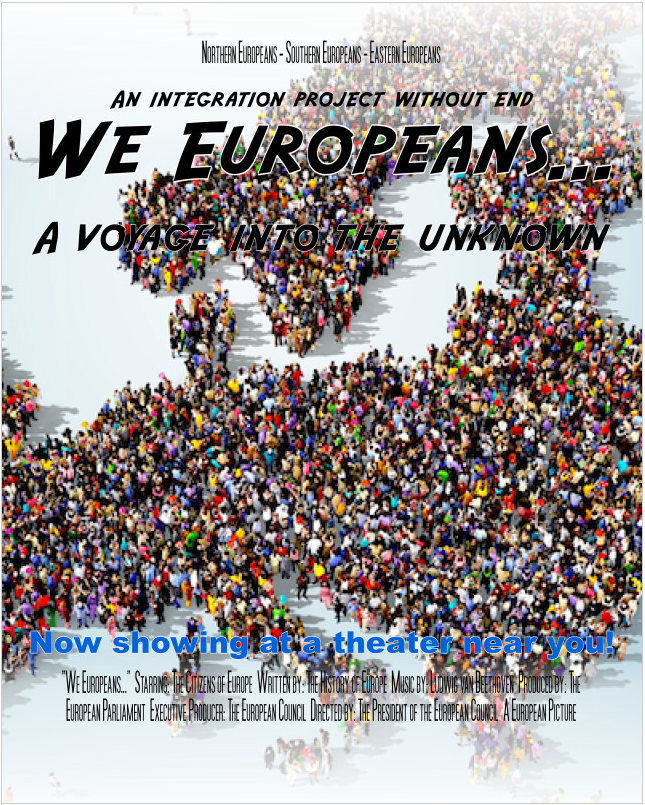 Northern Europeans - Southern Europeans - Eastern Europeans
An integration project without end
We Europeans...
A voyage into the unknown
Now showing at a theater near you!
"We Europeans..." Starring: The Citizens of Europe Written by: The History of Europe Music by: Ludwig van Beethoven Produced by: The
European Parliament Executive Producer: The European Council Directed by: The President of the European Council A European Picture